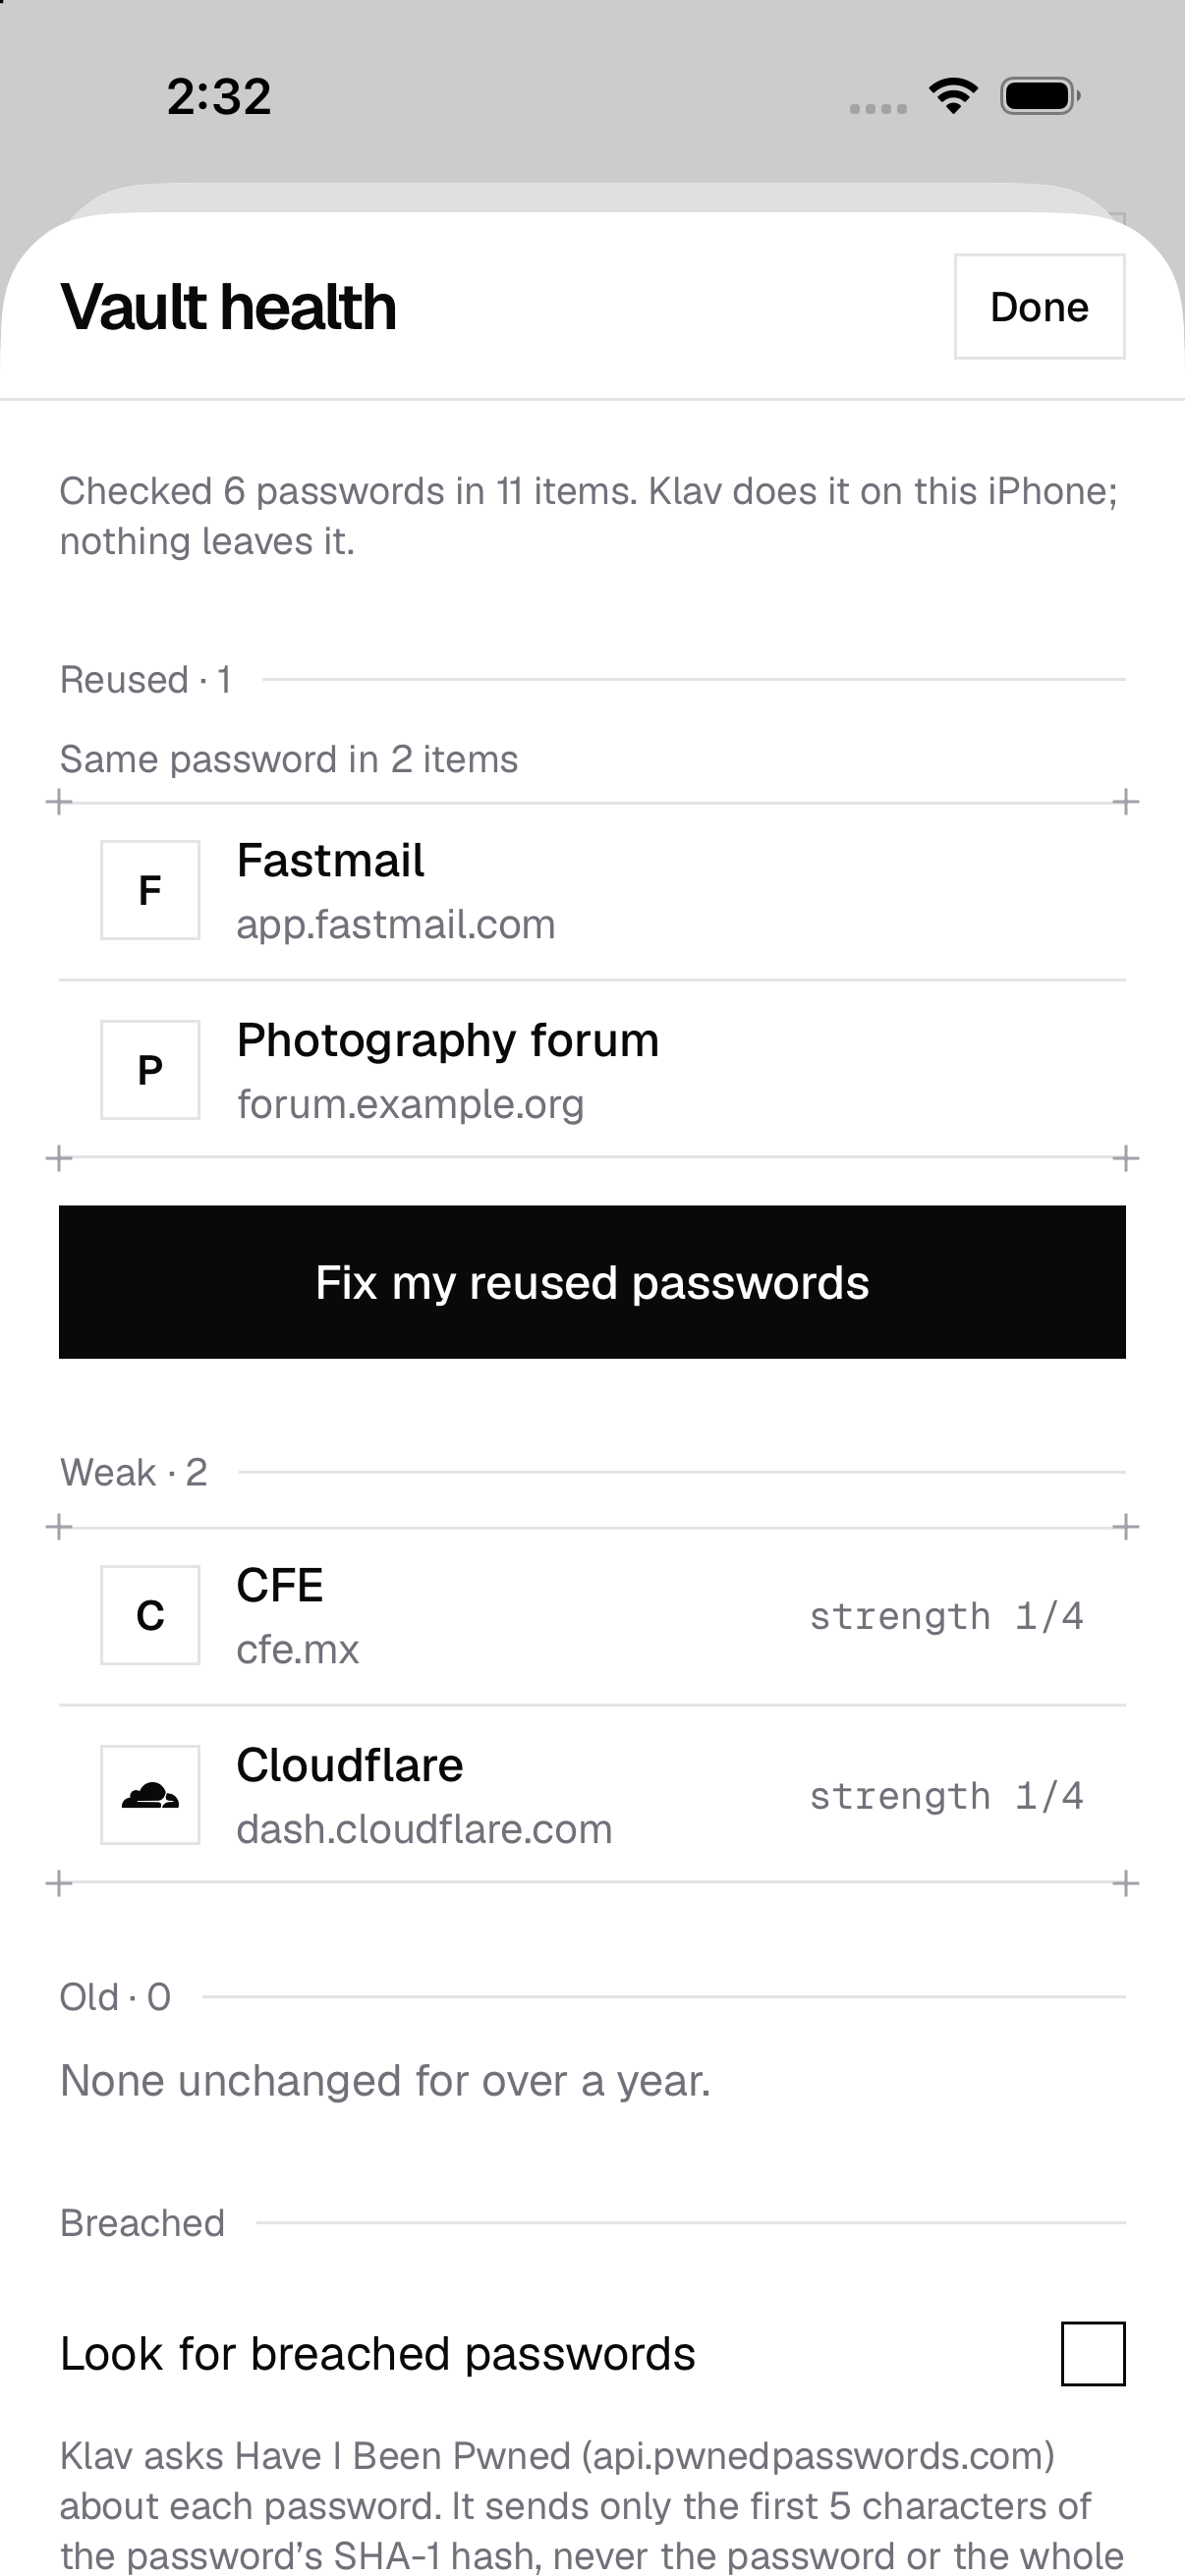 2:32
Vault health
Done
Checked 6 passwords in 11 items. Klav does it on this iPhone;
nothing leaves it.
Reused · 1
Same password in 2 items
F
Fastmail
app.fastmail.com
P
Photography forum
forum.example.org
Fix my reused passwords
Weak · 2
C
CFE
cfe.mx
strength 1/4
Cloudflare
dash.cloudflare.com
strength 1/4
Old · 0
None unchanged for over a year.
Breached
Look for breached passwords
Klav asks Have I Been Pwned (api.pwnedpasswords.com)
about each password. It sends only the first 5 characters of
the password’s SHA-1 hash, never the password or the whole